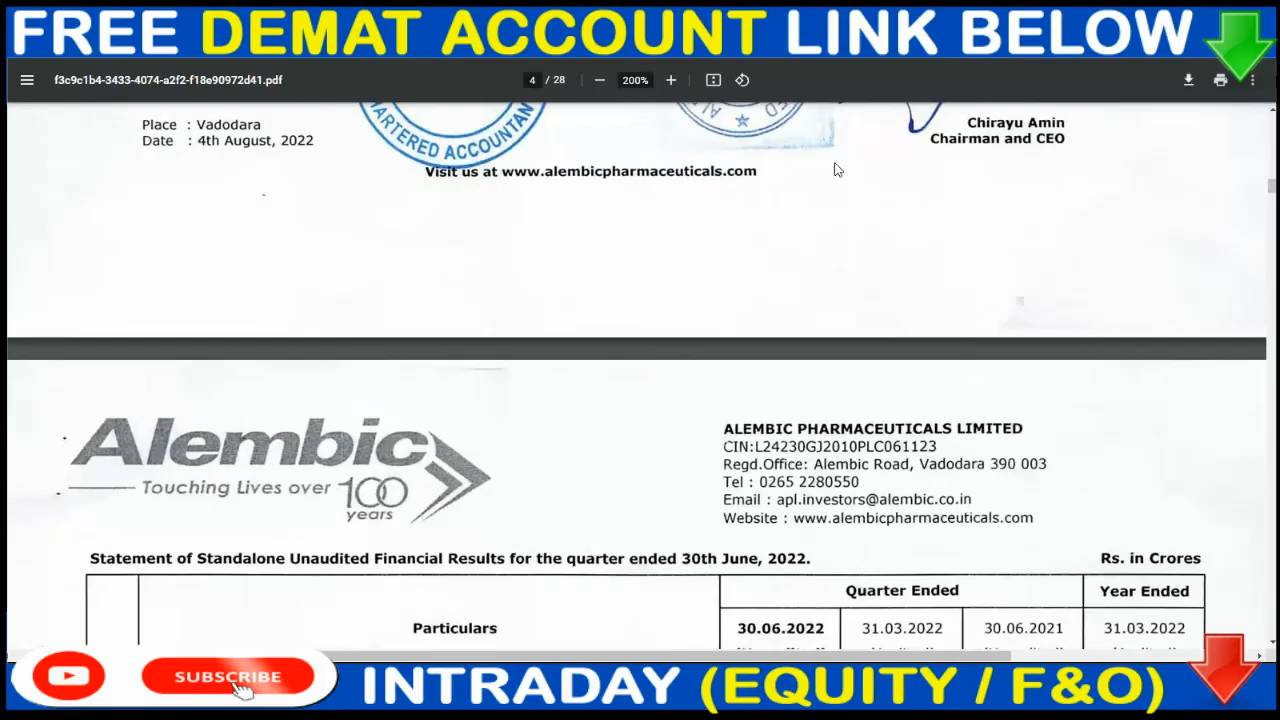 FREE DEMAT ACCOUNT LINK BELOW
f3c9c1b4-3433-4074-a2f2-f18e90972d41.pdf
4 / 28
200%
Place : Vadodara
Date : 4th August, 2022
HARTERED ACCOUNTAN
Chirayu Amin
Chairman and CEO
Visit us at www.alembicpharmaceuticals.com
Alembic
Touching Lives over 100 years
ALEMBIC PHARMACEUTICALS LIMITED
CIN:L24230GJ2010PLC061123
Regd.Office: Alembic Road, Vadodara 390 003
Tel : 0265 2280550
Email : apl.investors@alembic.co.in
Website : www.alembicpharmaceuticals.com
Statement of Standalone Unaudited Financial Results for the quarter ended 30th June, 2022.
Rs. in Crores
Particulars
Quarter Ended
Year Ended
30.06.2022
31.03.2022
30.06.2021
31.03.2022
SUBSCRIBE
INTRADAY (EQUITY / F&O)